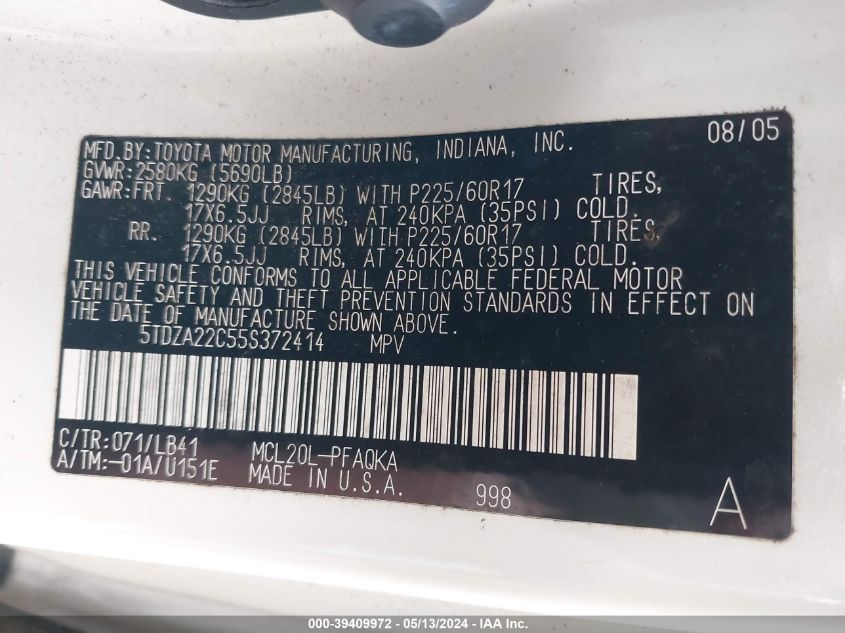 MFD.BY:TOYOTA MOTOR MANUFACTURING, INDIANA, INC. 08/05
GVWR:2580KG (5690LB)
GAWR:FRT. 1290KG (2845LB) WITH P225/60R17 TIRES,
17X6.5JJ RIMS, AT 240KPA (35PSI) COLD.
RR. 1290KG (2845LB) WITH P225/60R17 TIRES,
17X6.5JJ RIMS, AT 240KPA (35PSI) COLD.
THIS VEHICLE CONFORMS TO ALL APPLICABLE FEDERAL MOTOR
VEHICLE SAFETY AND THEFT PREVENTION STANDARDS IN EFFECT ON
THE DATE OF MANUFACTURE SHOWN ABOVE.
5TDZA22C55S372414 MPV
C/TR:071/LB41 MCL20L-PFAQKA
A/TM:-01A/U151E MADE IN U.S.A. 998 A
000-39409972 - 05/13/2024 - IAA Inc.